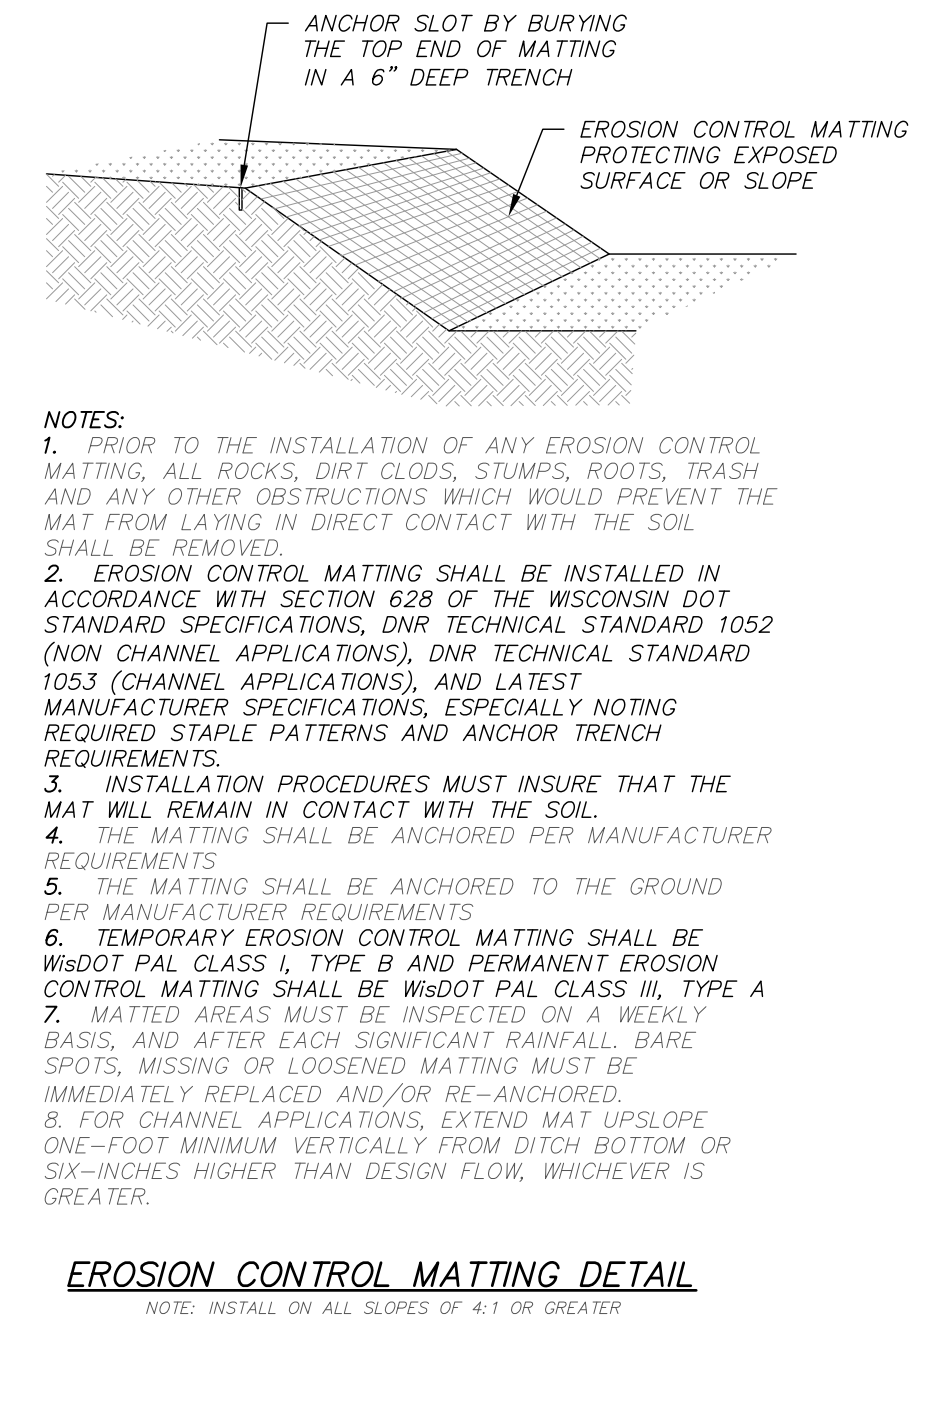 ANCHOR SLOT BY BURYING
THE TOP END OF MATTING
IN A 6" DEEP TRENCH
EROSION CONTROL MATTING
PROTECTING EXPOSED
SURFACE OR SLOPE
NOTES:
1. PRIOR TO THE INSTALLATION OF ANY EROSION CONTROL
MATTING, ALL ROCKS, DIRT CLODS, STUMPS, ROOTS, TRASH
AND ANY OTHER OBSTRUCTIONS WHICH WOULD PREVENT THE
MAT FROM LAYING IN DIRECT CONTACT WITH THE SOIL
SHALL BE REMOVED.
2. EROSION CONTROL MATTING SHALL BE INSTALLED IN
ACCORDANCE WITH SECTION 628 OF THE WISCONSIN DOT
STANDARD SPECIFICATIONS, DNR TECHNICAL STANDARD 1052
(NON CHANNEL APPLICATIONS), DNR TECHNICAL STANDARD
1053 (CHANNEL APPLICATIONS), AND LATEST
MANUFACTURER SPECIFICATIONS, ESPECIALLY NOTING
REQUIRED STAPLE PATTERNS AND ANCHOR TRENCH
REQUIREMENTS.
3. INSTALLATION PROCEDURES MUST INSURE THAT THE
MAT WILL REMAIN IN CONTACT WITH THE SOIL.
4. THE MATTING SHALL BE ANCHORED PER MANUFACTURER
REQUIREMENTS
5. THE MATTING SHALL BE ANCHORED TO THE GROUND
PER MANUFACTURER REQUIREMENTS
6. TEMPORARY EROSION CONTROL MATTING SHALL BE
WisDOT PAL CLASS I, TYPE B AND PERMANENT EROSION
CONTROL MATTING SHALL BE WisDOT PAL CLASS III, TYPE A
7. MATTED AREAS MUST BE INSPECTED ON A WEEKLY
BASIS, AND AFTER EACH SIGNIFICANT RAINFALL. BARE
SPOTS, MISSING OR LOOSENED MATTING MUST BE
IMMEDIATELY REPLACED AND/OR RE-ANCHORED.
8. FOR CHANNEL APPLICATIONS, EXTEND MAT UPSLOPE
ONE-FOOT MINIMUM VERTICALLY FROM DITCH BOTTOM OR
SIX-INCHES HIGHER THAN DESIGN FLOW, WHICHEVER IS
GREATER.
EROSION CONTROL MATTING DETAIL
NOTE: INSTALL ON ALL SLOPES OF 4:1 OR GREATER